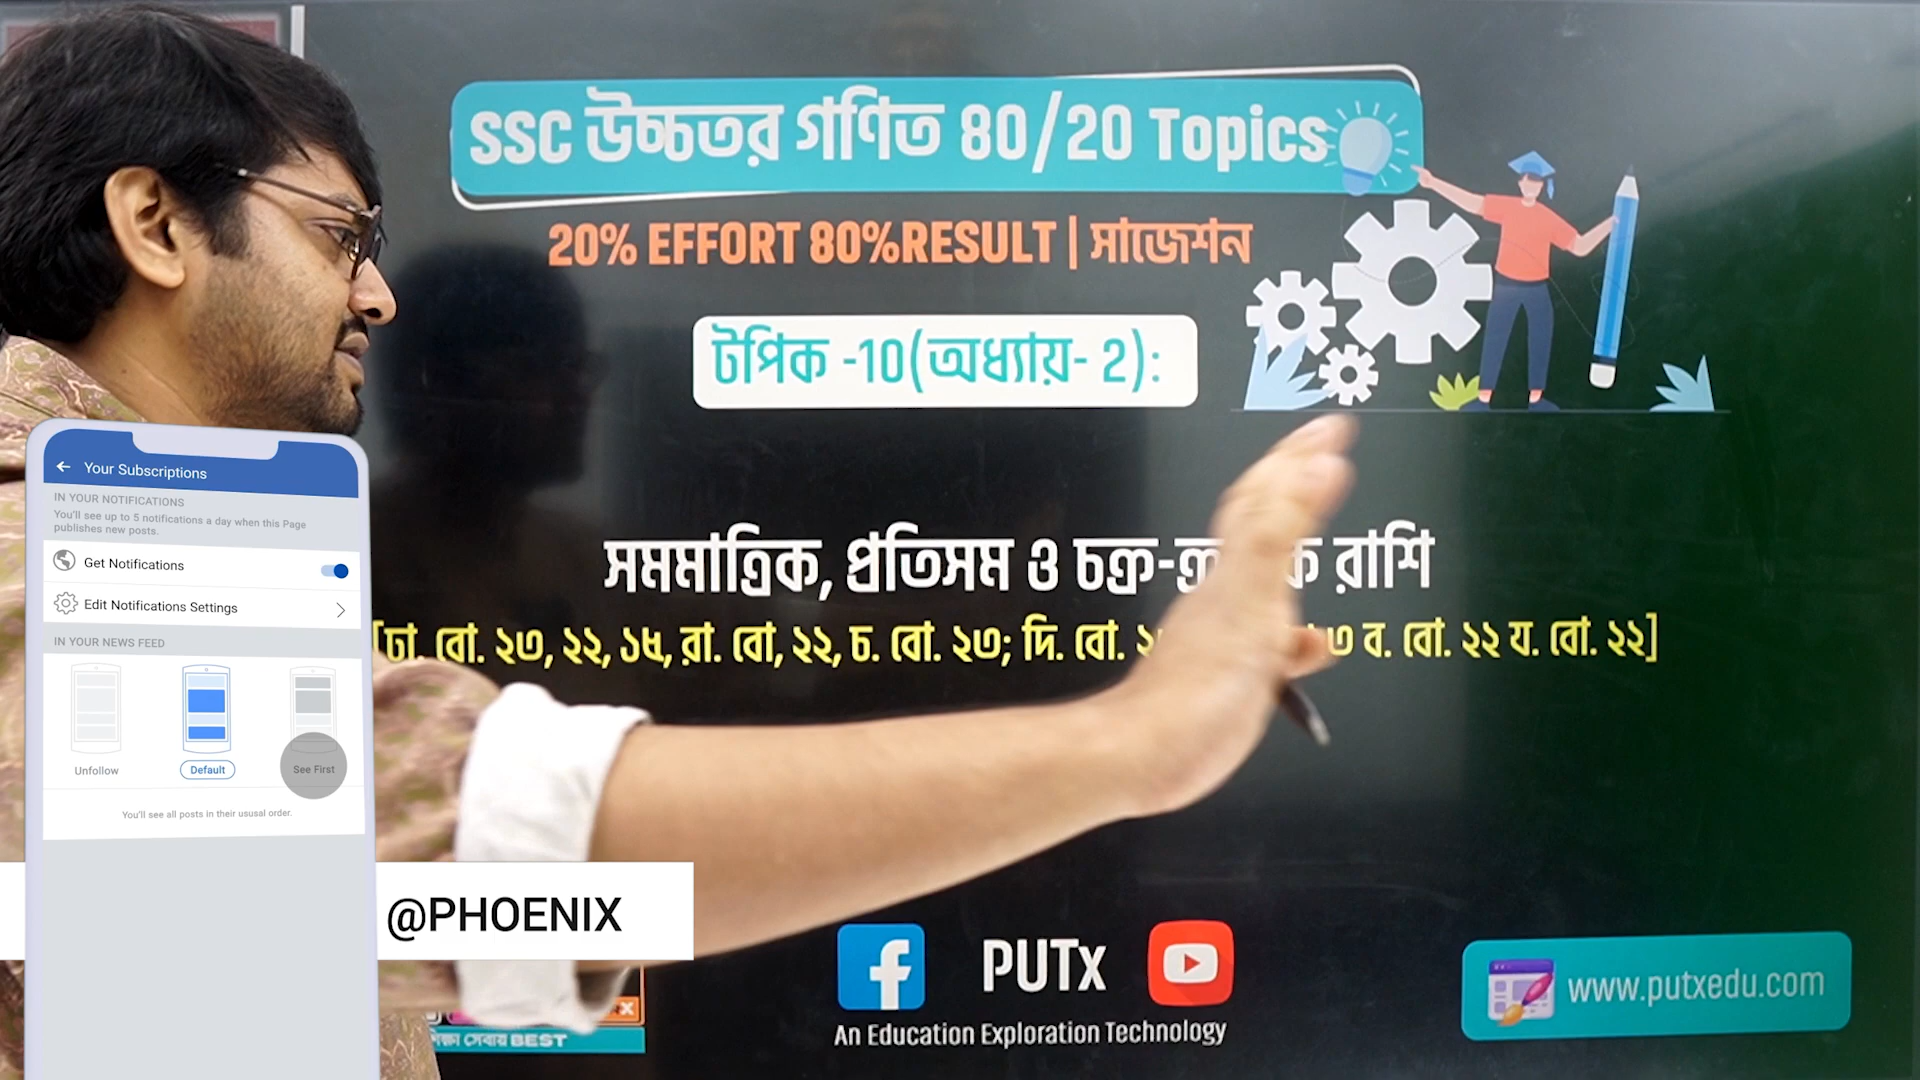 SSC উচ্চতর গণিত 80/20 Topics
20% EFFORT 80%RESULT | সাজেশন
টপিক -10(অধ্যায়- 2):
সমমাত্রিক, প্রতিসম ও চক্র-ক্র ক রাশি
[ঢা. বো. ২৩, ২২, ১৫, রা. বো, ২২, চ. বো. ২৩; দি. বো. ব. বো. ২২ য. বো. ২২]
Your Subscriptions
IN YOUR NOTIFICATIONS
You'll see up to 5 notifications a day when this Page
publishes new posts.
Get Notifications
Edit Notifications Settings
IN YOUR NEWS FEED
Unfollow
Default
See First
You'll see all posts in their ususal order.
@PHOENIX
সেবায় BEST
PUTx
An Education Exploration Technology
www.putxedu.com